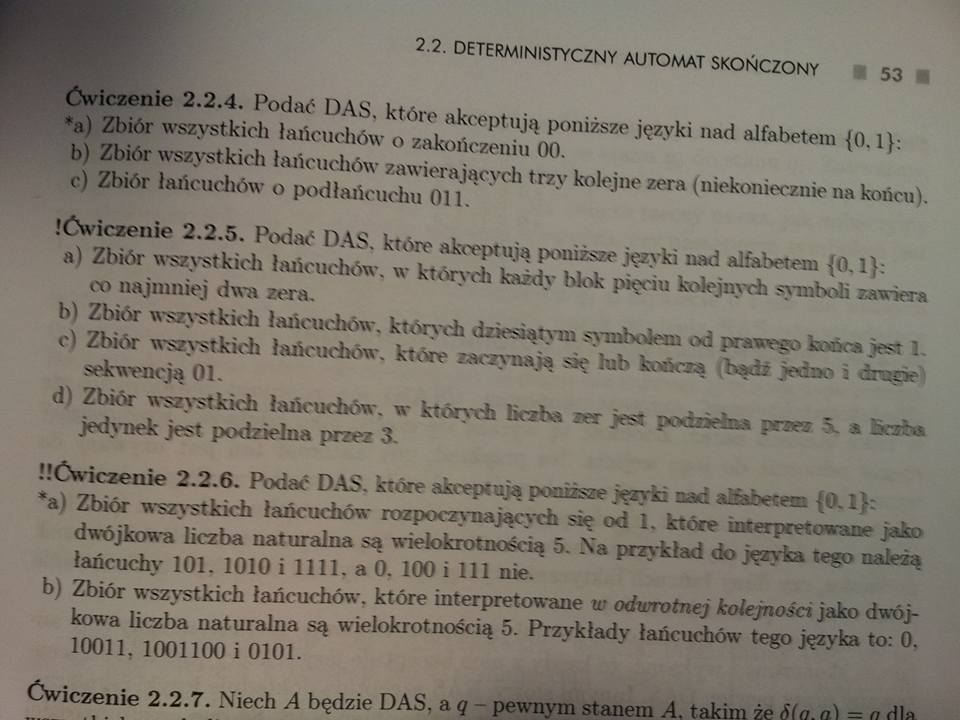 2.2. DETERMINISTYCZNY AUTOMAT SKOŃCZONY 53
Ćwiczenie 2.2.4. Podać DAS, które akceptują poniższe języki nad alfabetem {0, 1}:
*a) Zbiór wszystkich łańcuchów o zakończeniu 00.
b) Zbiór wszystkich łańcuchów zawierających trzy kolejne zera (niekoniecznie na końcu).
c) Zbiór łańcuchów o podłańcuchu 011.
!Ćwiczenie 2.2.5. Podać DAS, które akceptują poniższe języki nad alfabetem {0, 1}:
a) Zbiór wszystkich łańcuchów, w których każdy blok pięciu kolejnych symboli zawiera
co najmniej dwa zera.
b) Zbiór wszystkich łańcuchów, których dziesiątym symbolem od prawego końca jest 1.
c) Zbiór wszystkich łańcuchów, które zaczynają się lub kończą (bądź jedno i drugie)
sekwencją 01.
d) Zbiór wszystkich łańcuchów, w których liczba zer jest podzielna przez 5, a liczba
jedynek jest podzielna przez 3.
!!Ćwiczenie 2.2.6. Podać DAS, które akceptują poniższe języki nad alfabetem {0, 1}:
*a) Zbiór wszystkich łańcuchów rozpoczynających się od 1, które interpretowane jako
dwójkowa liczba naturalna są wielokrotnością 5. Na przykład do języka tego należą
łańcuchy 101, 1010 i 1111, a 0, 100 i 111 nie.
b) Zbiór wszystkich łańcuchów, które interpretowane w odwrotnej kolejności jako dwój-
kowa liczba naturalna są wielokrotnością 5. Przykłady łańcuchów tego języka to: 0,
10011, 1001100 i 0101.
Ćwiczenie 2.2.7. Niech A będzie DAS, a q – pewnym stanem A, takim że δ(q, a) = q dla